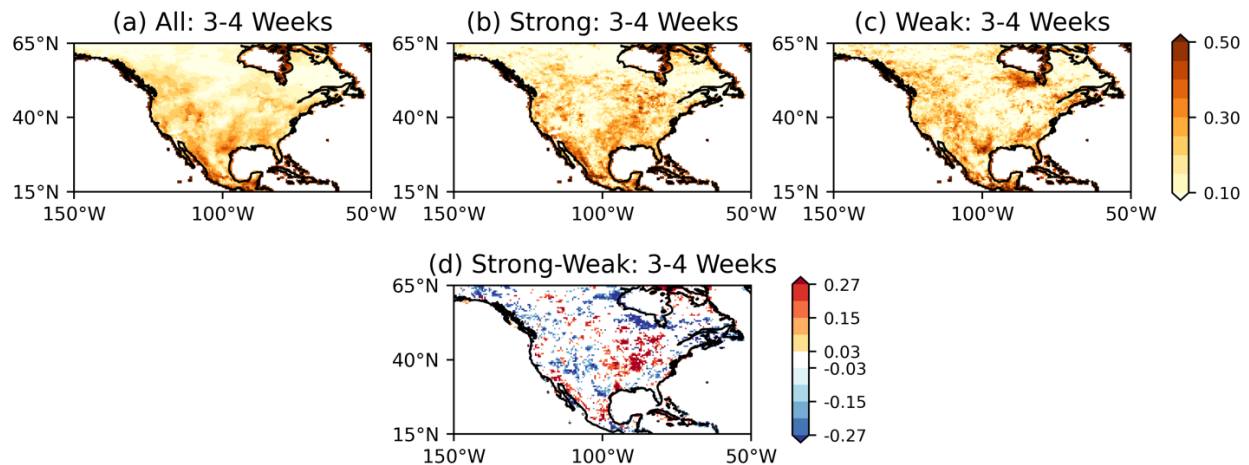 (a) All: 3-4 Weeks
(b) Strong: 3-4 Weeks
(c) Weak: 3-4 Weeks
65°N
40°N
15°N
150°W
100°W
50°W
65°N
40°N
15°N
150°W
100°W
50°W
65°N
40°N
15°N
150°W
100°W
50°W
0.50
0.30
0.10
(d) Strong-Weak: 3-4 Weeks
65°N
40°N
15°N
150°W
100°W
50°W
0.27
0.15
0.03
-0.03
-0.15
-0.27